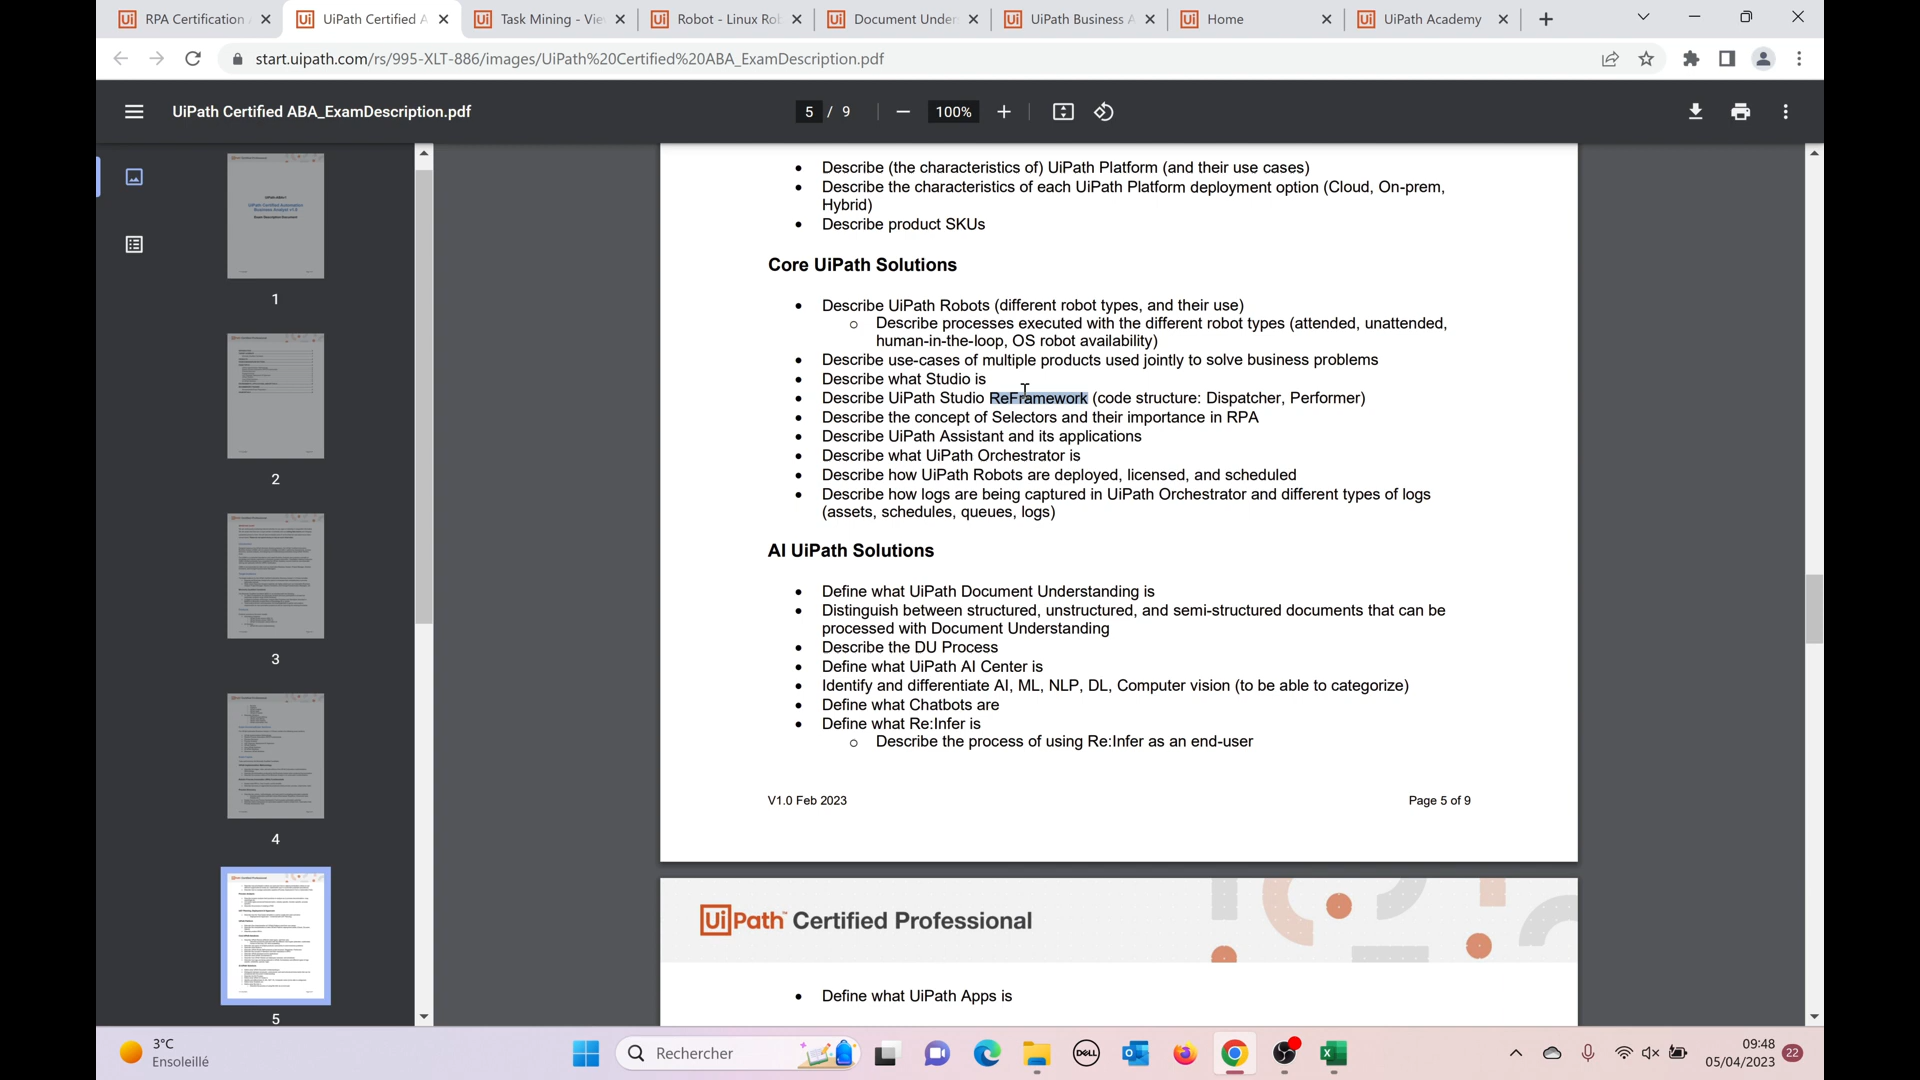 RPA Certification
UiPath Certified A
Task Mining - Vie
Robot - Linux Rob
Document Under
UiPath Business A
Home
UiPath Academy
start.uipath.com/rs/995-XLT-886/images/UiPath%20Certified%20ABA_ExamDescription.pdf
UiPath Certified ABA_ExamDescription.pdf
5 / 9
100%
1
2
3
4
5
• Describe (the characteristics of) UiPath Platform (and their use cases)
• Describe the characteristics of each UiPath Platform deployment option (Cloud, On-prem,
Hybrid)
• Describe product SKUs
Core UiPath Solutions
• Describe UiPath Robots (different robot types, and their use)
o Describe processes executed with the different robot types (attended, unattended,
human-in-the-loop, OS robot availability)
• Describe use-cases of multiple products used jointly to solve business problems
• Describe what Studio is
• Describe UiPath Studio ReFramework (code structure: Dispatcher, Performer)
• Describe the concept of Selectors and their importance in RPA
• Describe UiPath Assistant and its applications
• Describe what UiPath Orchestrator is
• Describe how UiPath Robots are deployed, licensed, and scheduled
• Describe how logs are being captured in UiPath Orchestrator and different types of logs
(assets, schedules, queues, logs)
AI UiPath Solutions
• Define what UiPath Document Understanding is
• Distinguish between structured, unstructured, and semi-structured documents that can be
processed with Document Understanding
• Describe the DU Process
• Define what UiPath AI Center is
• Identify and differentiate AI, ML, NLP, DL, Computer vision (to be able to categorize)
• Define what Chatbots are
• Define what Re:Infer is
o Describe the process of using Re:Infer as an end-user
V1.0 Feb 2023
Page 5 of 9
UiPath™ Certified Professional
• Define what UiPath Apps is
3°C
Ensoleillé
Rechercher
DELL
09:48
05/04/2023
22